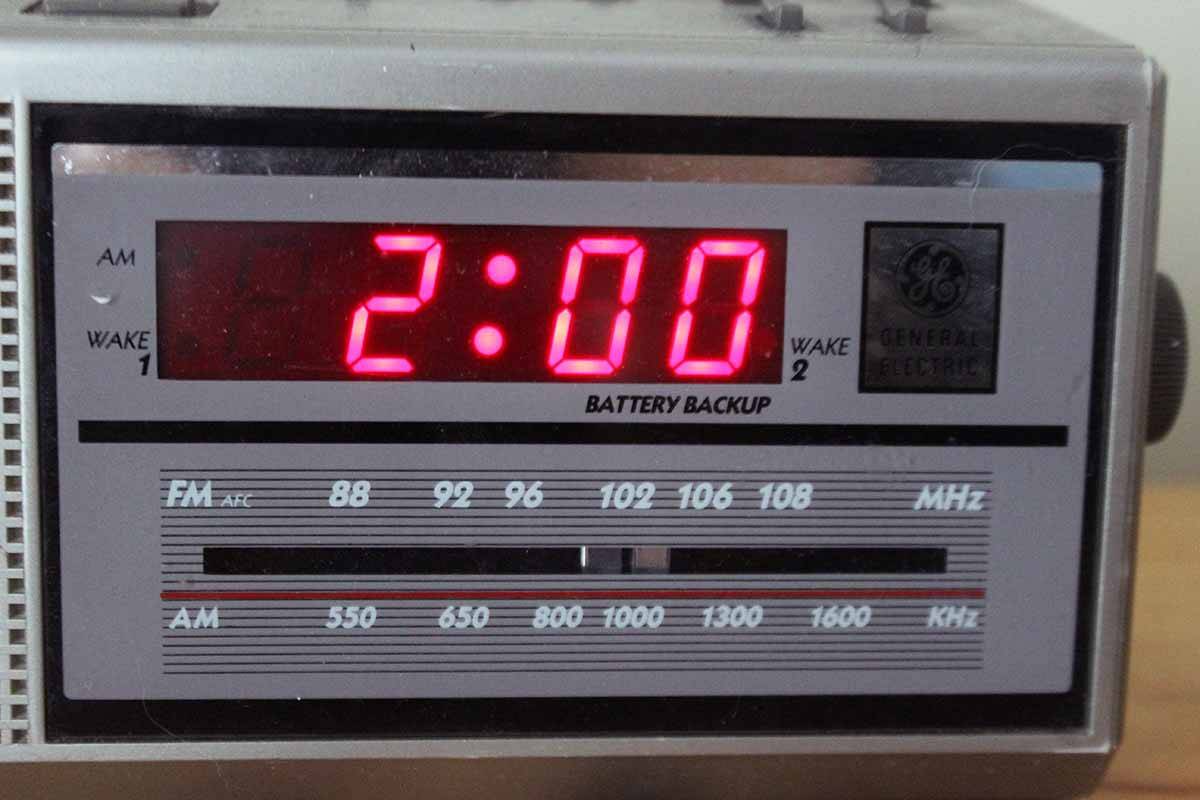 AM
WAKE
1
2:00
WAKE
2
GE
GENERAL
ELECTRIC
BATTERY BACKUP
FM AFC 88 92 96 102 106 108 MHz
AM 550 650 800 1000 1300 1600 KHz